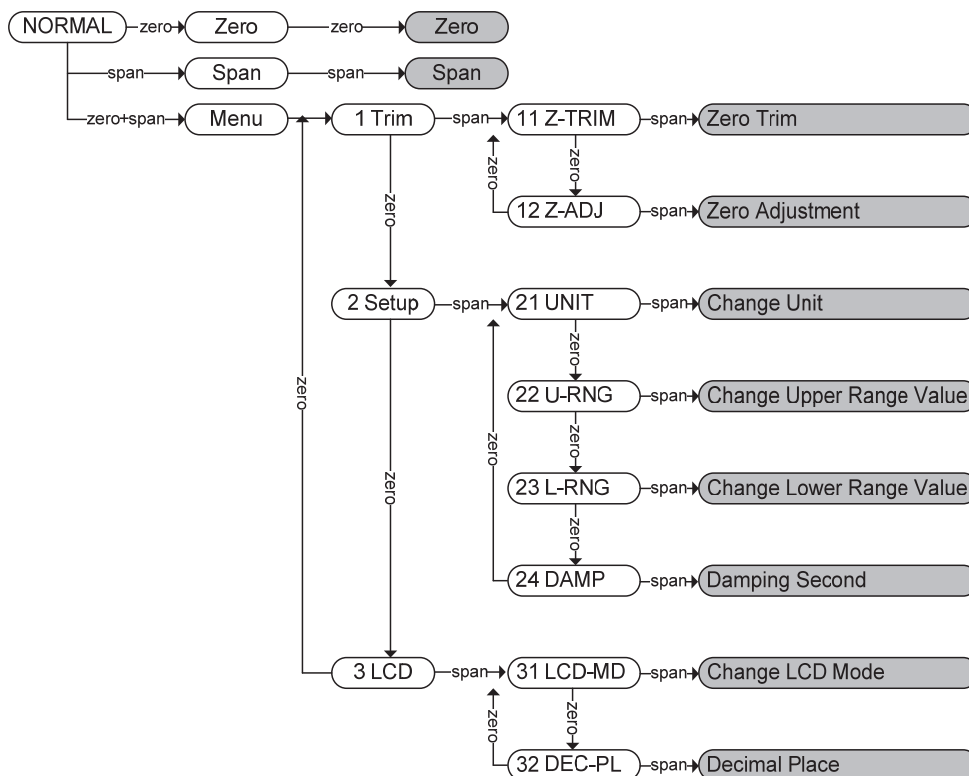 NORMAL zero Zero zero Zero
span Span span Span
zero+span Menu 1 Trim span 11 Z-TRIM span Zero Trim
zero zero zero
12 Z-ADJ span Zero Adjustment
2 Setup span 21 UNIT span Change Unit
zero
zero
22 U-RNG span Change Upper Range Value
zero zero
zero
23 L-RNG span Change Lower Range Value
zero
24 DAMP span Damping Second
3 LCD span 31 LCD-MD span Change LCD Mode
zero zero
32 DEC-PL span Decimal Place